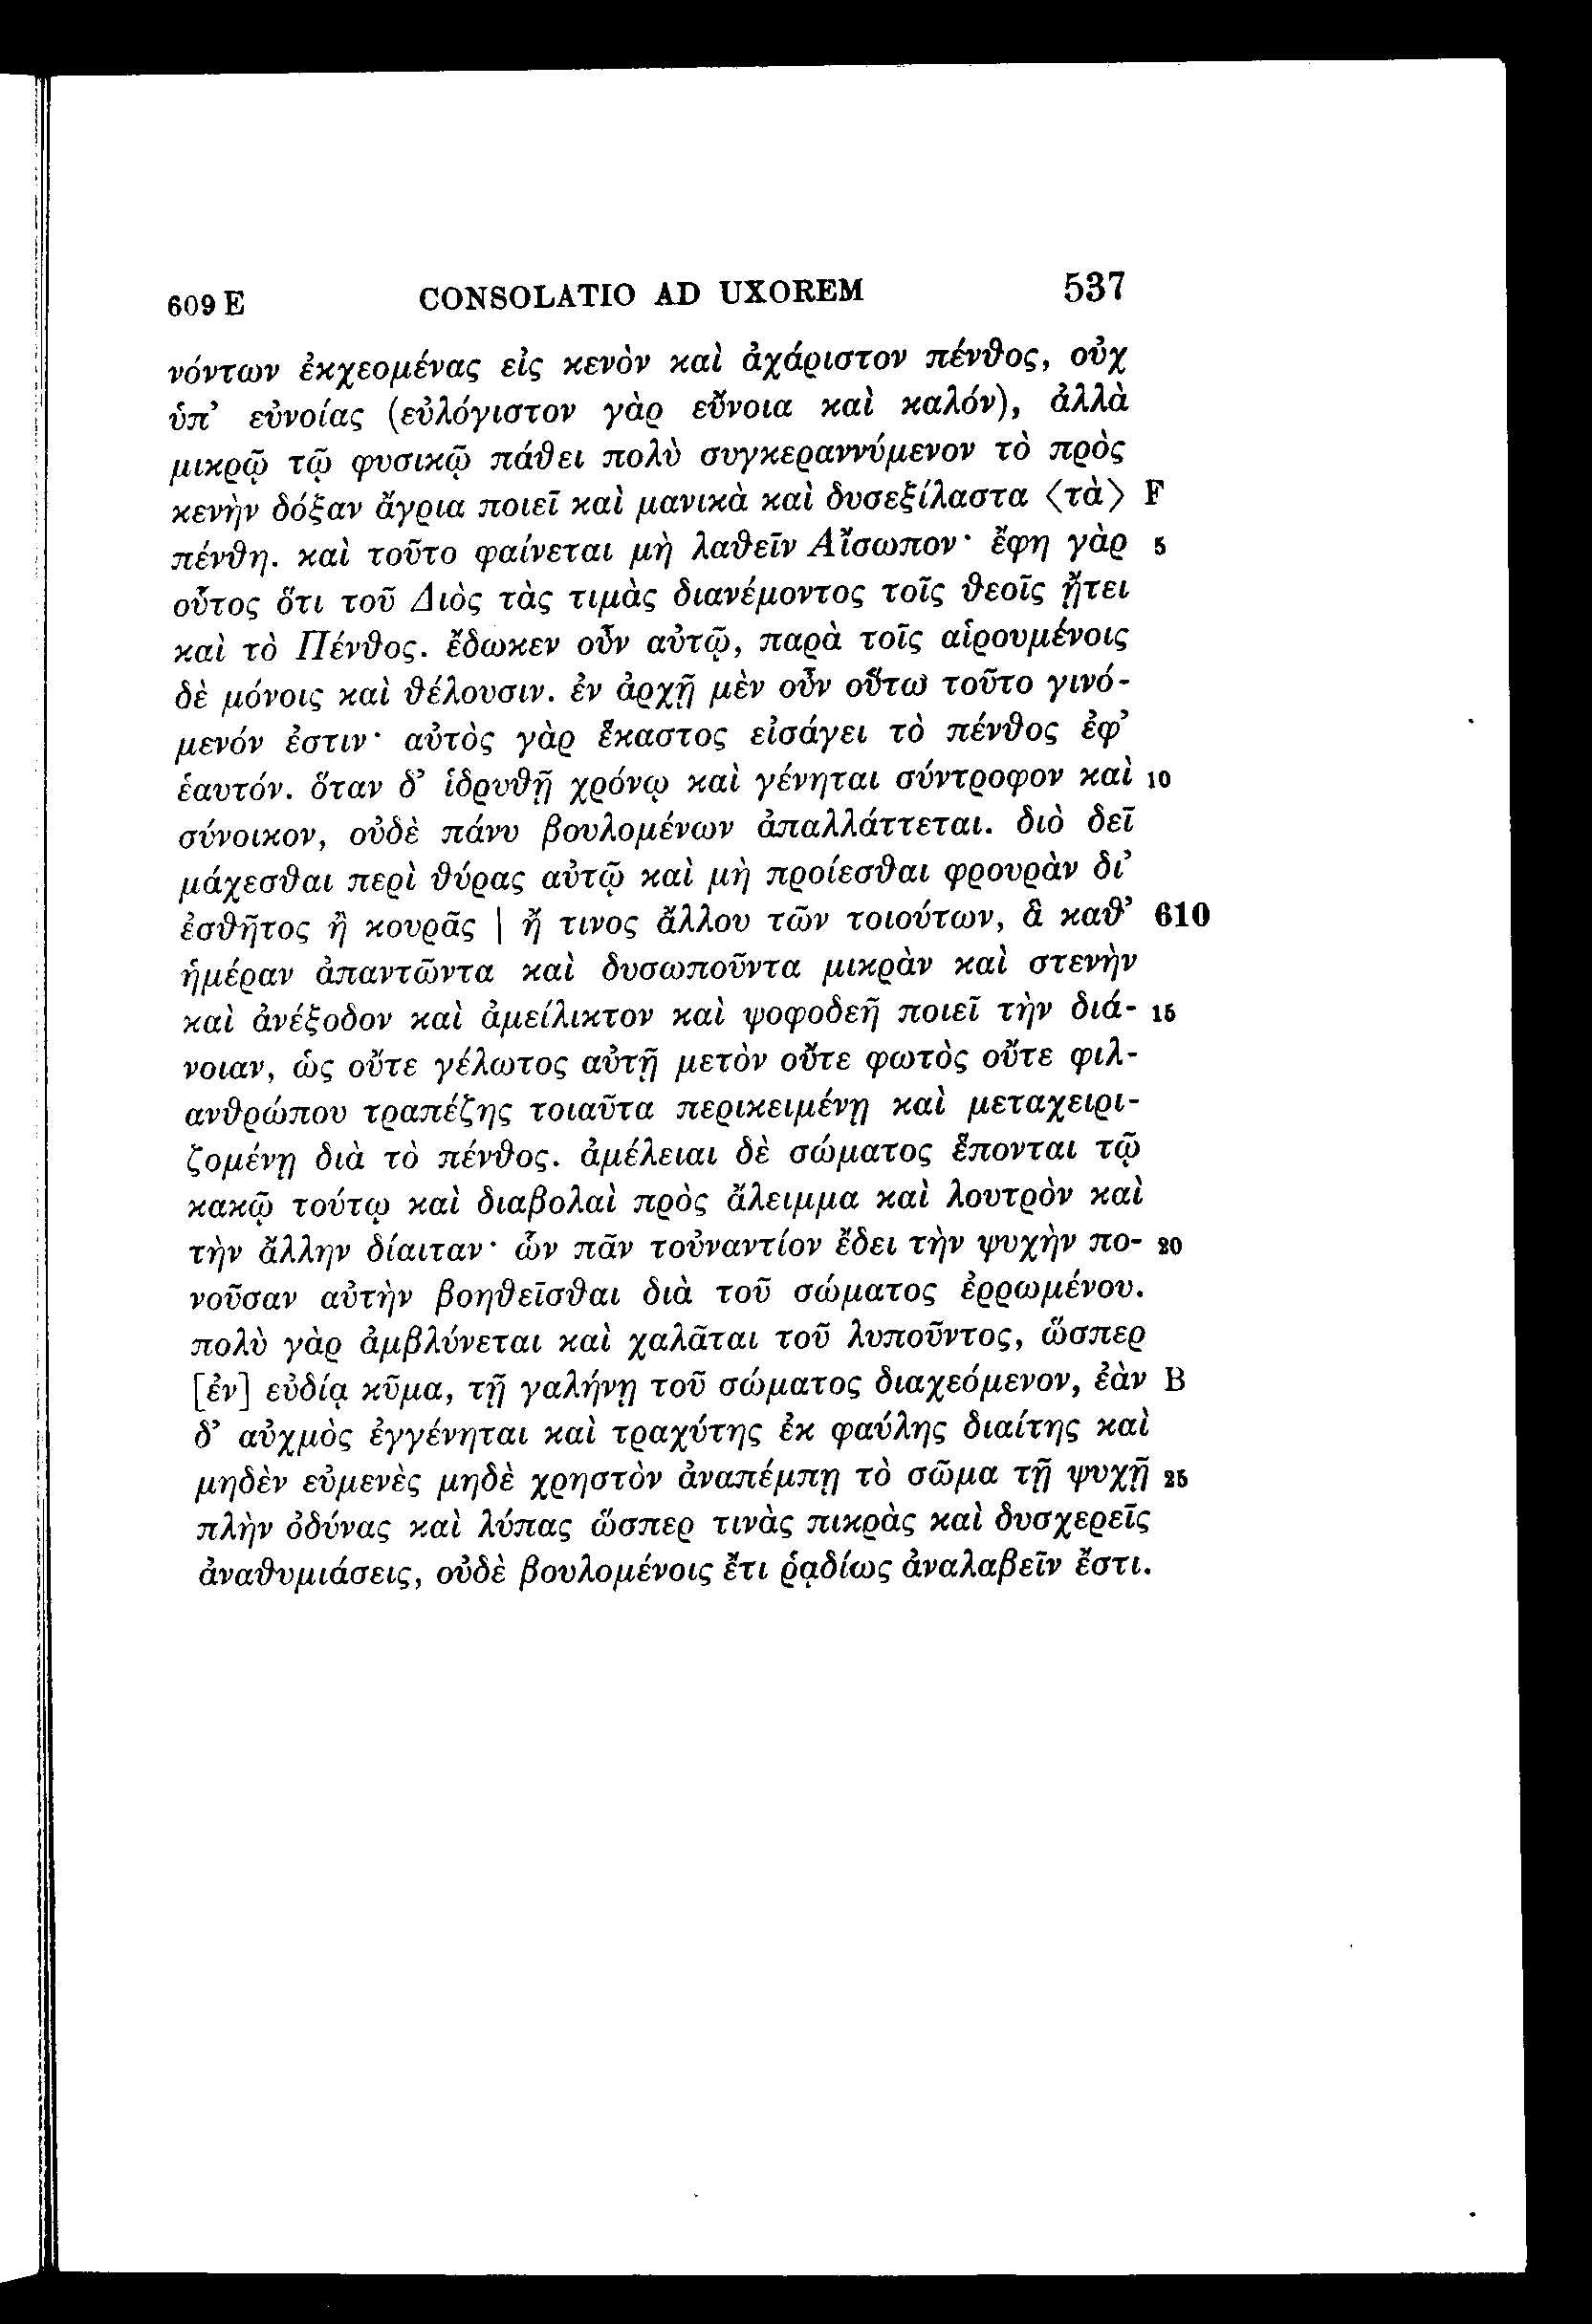 609 E CONSOLATIO AD UXOREM 537
νόντων ἐκχεομένας εἰς κενὸν καὶ ἀχάριστον πένθος, οὐχ
ὑπ’ εὐνοίας (εὐλόγιστον γὰρ εὔνοια καὶ καλόν), ἀλλὰ
μικρῷ τῷ φυσικῷ πάθει πολὺ συγκεραννύμενον τὸ πρὸς
κενὴν δόξαν ἄγρια ποιεῖ καὶ μανικὰ καὶ δυσεξίλαστα ⟨τὰ⟩ F
πένθη. καὶ τοῦτο φαίνεται μὴ λαθεῖν Αἴσωπον· ἔφη γὰρ 5
οὗτος ὅτι τοῦ Διὸς τὰς τιμὰς διανέμοντος τοῖς θεοῖς ᾔτει
καὶ τὸ Πένθος. ἔδωκεν οὖν αὐτῷ, παρὰ τοῖς αἱρουμένοις
δὲ μόνοις καὶ θέλουσιν. ἐν ἀρχῇ μὲν οὖν οὕτω τοῦτο γινό-
μενόν ἐστιν· αὐτὸς γὰρ ἕκαστος εἰσάγει τὸ πένθος ἐφ’
ἑαυτόν. ὅταν δ’ ἱδρυθῇ χρόνῳ καὶ γένηται σύντροφον καὶ 10
σύνοικον, οὐδὲ πάνυ βουλομένων ἀπαλλάττεται. διὸ δεῖ
μάχεσθαι περὶ θύρας αὐτῷ καὶ μὴ προΐεσθαι φρουρὰν δι’
ἐσθῆτος ἢ κουρᾶς | ἤ τινος ἄλλου τῶν τοιούτων, ἃ καθ’ 610
ἡμέραν ἀπαντῶντα καὶ δυσωποῦντα μικρὰν καὶ στενὴν
καὶ ἀνέξοδον καὶ ἀμείλικτον καὶ ψοφοδεῆ ποιεῖ τὴν διά- 15
νοιαν, ὡς οὔτε γέλωτος αὐτῇ μετὸν οὔτε φωτὸς οὔτε φιλ-
ανθρώπου τραπέζης τοιαῦτα περικειμένῃ καὶ μεταχειρι-
ζομένῃ διὰ τὸ πένθος. ἀμέλειαι δὲ σώματος ἕπονται τῷ
κακῷ τούτῳ καὶ διαβολαὶ πρὸς ἄλειμμα καὶ λουτρὸν καὶ
τὴν ἄλλην δίαιταν· ὧν πᾶν τοὐναντίον ἔδει τὴν ψυχὴν πο- 20
νοῦσαν αὐτὴν βοηθεῖσθαι διὰ τοῦ σώματος ἐρρωμένου.
πολὺ γὰρ ἀμβλύνεται καὶ χαλᾶται τοῦ λυποῦντος, ὥσπερ
[ἐν] εὐδίᾳ κῦμα, τῇ γαλήνῃ τοῦ σώματος διαχεόμενον, ἐὰν B
δ’ αὐχμὸς ἐγγένηται καὶ τραχύτης ἐκ φαύλης διαίτης καὶ
μηδὲν εὐμενὲς μηδὲ χρηστὸν ἀναπέμπῃ τὸ σῶμα τῇ ψυχῇ 25
πλὴν ὀδύνας καὶ λύπας ὥσπερ τινὰς πικρὰς καὶ δυσχερεῖς
ἀναθυμιάσεις, οὐδὲ βουλομένοις ἔτι ῥᾳδίως ἀναλαβεῖν ἔστι.